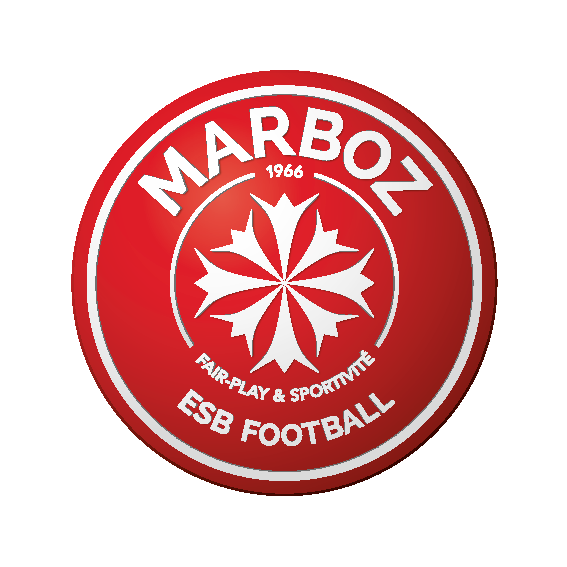 MARBOZ
1966
FAIR-PLAY & SPORTIVITÉ
ESB FOOTBALL